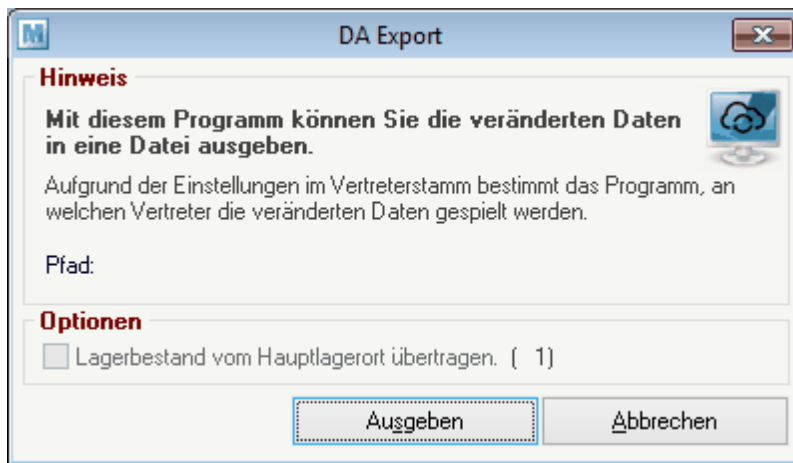 M
DA Export
Hinweis
Mit diesem Programm können Sie die veränderten Daten
in eine Datei ausgeben.
Aufgrund der Einstellungen im Vertreterstamm bestimmt das Programm, an
welchen Vertreter die veränderten Daten gespielt werden.
Pfad:
Optionen
Lagerbestand vom Hauptlagerort übertragen. (  1)
Ausgeben
Abbrechen